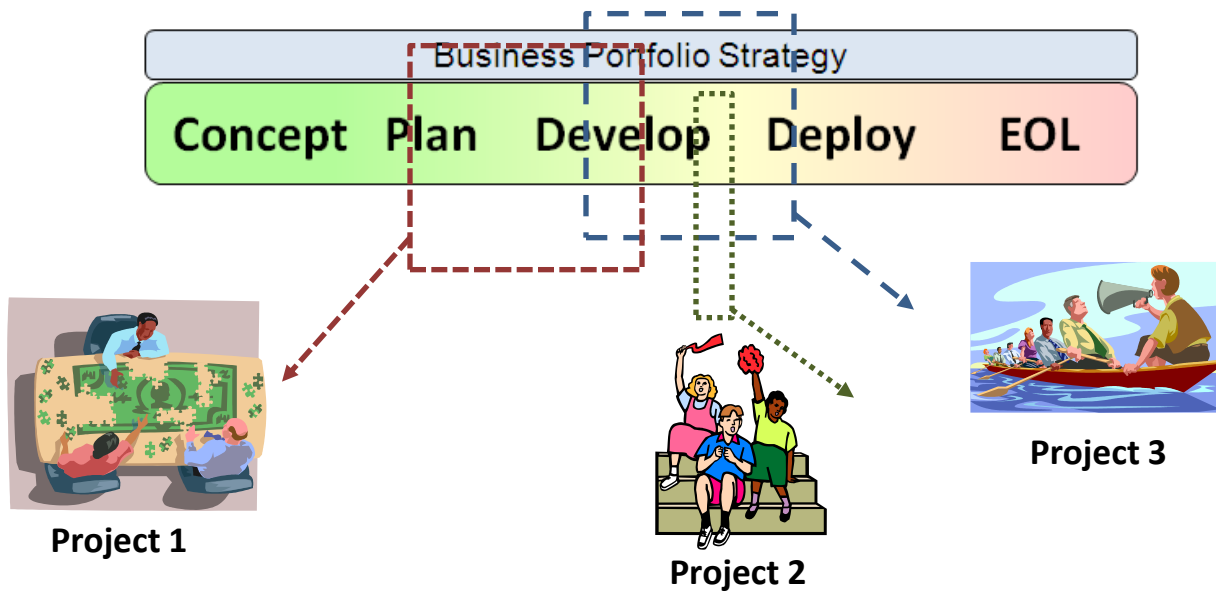 Business Portfolio Strategy
Concept Plan Develop Deploy EOL
Project 1
Project 2
Project 3